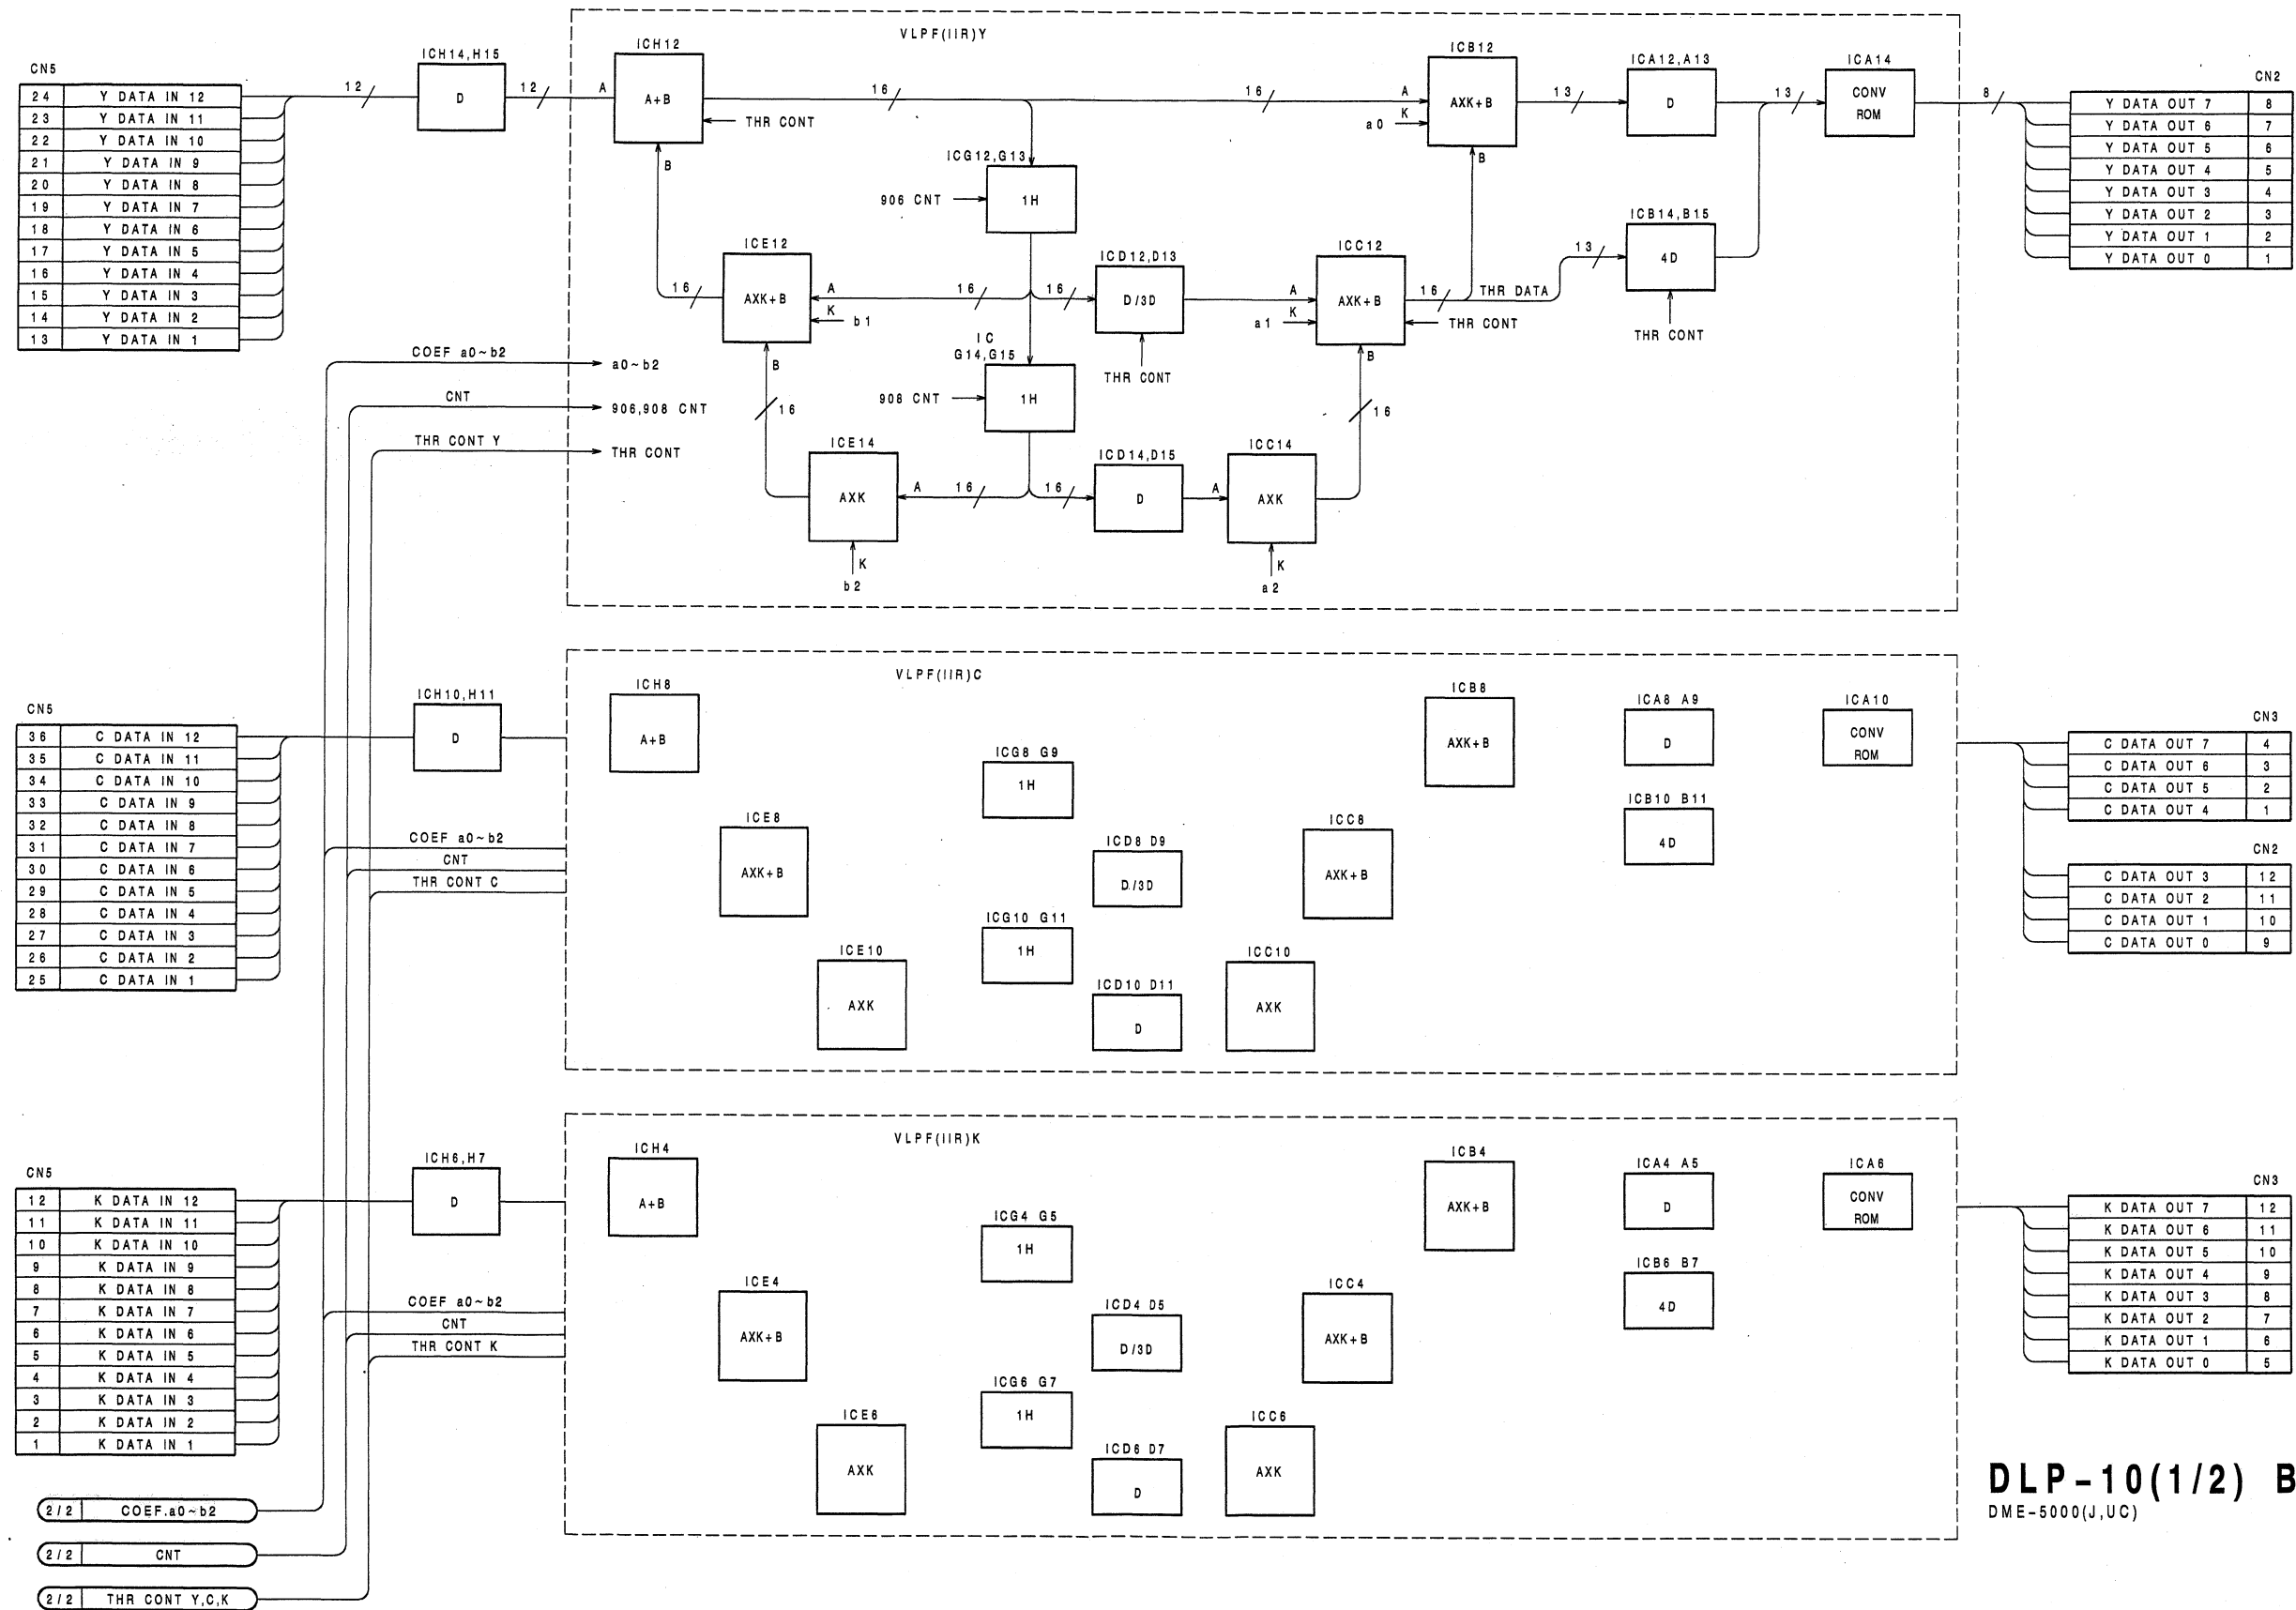 CN5
24 Y DATA IN 12
23 Y DATA IN 11
22 Y DATA IN 10
21 Y DATA IN 9
20 Y DATA IN 8
19 Y DATA IN 7
18 Y DATA IN 6
17 Y DATA IN 5
16 Y DATA IN 4
15 Y DATA IN 3
14 Y DATA IN 2
13 Y DATA IN 1
12
ICH14,H15
D
12
VLPF(IIR)Y
A
ICH12
A+B
THR CONT
B
16
16
ICG12,G13
906 CNT
1H
A
K
a0
ICB12
AXK+B
B
13
ICA12,A13
D
13
ICA14
CONV
ROM
8
CN2
Y DATA OUT 7 8
Y DATA OUT 6 7
Y DATA OUT 5 6
Y DATA OUT 4 5
Y DATA OUT 3 4
Y DATA OUT 2 3
Y DATA OUT 1 2
Y DATA OUT 0 1
16
ICE12
AXK+B
A
K
b1
B
16
16
16
ICD12,D13
D/3D
THR CONT
A
K
a1
ICC12
AXK+B
16
THR DATA
THR CONT
B
16
13
ICB14,B15
4D
THR CONT
IC
G14,G15
908 CNT
1H
COEF a0~b2
a0~b2
CNT
906,908 CNT
THR CONT Y
THR CONT
ICE14
AXK
K
b2
A
16
16
ICD14,D15
D
A
ICC14
AXK
K
a2
CN5
36 C DATA IN 12
35 C DATA IN 11
34 C DATA IN 10
33 C DATA IN 9
32 C DATA IN 8
31 C DATA IN 7
30 C DATA IN 6
29 C DATA IN 5
28 C DATA IN 4
27 C DATA IN 3
26 C DATA IN 2
25 C DATA IN 1
ICH10,H11
D
COEF a0~b2
CNT
THR CONT C
VLPF(IIR)C
ICH8
A+B
ICE8
AXK+B
ICE10
AXK
ICG8 G9
1H
ICG10 G11
1H
ICD8 D9
D/3D
ICD10 D11
D
ICC8
AXK+B
ICC10
AXK
ICB8
AXK+B
ICA8 A9
D
ICB10 B11
4D
ICA10
CONV
ROM
CN3
C DATA OUT 7 4
C DATA OUT 6 3
C DATA OUT 5 2
C DATA OUT 4 1
CN2
C DATA OUT 3 12
C DATA OUT 2 11
C DATA OUT 1 10
C DATA OUT 0 9
CN5
12 K DATA IN 12
11 K DATA IN 11
10 K DATA IN 10
9 K DATA IN 9
8 K DATA IN 8
7 K DATA IN 7
6 K DATA IN 6
5 K DATA IN 5
4 K DATA IN 4
3 K DATA IN 3
2 K DATA IN 2
1 K DATA IN 1
ICH6,H7
D
COEF a0~b2
CNT
THR CONT K
VLPF(IIR)K
ICH4
A+B
ICE4
AXK+B
ICE6
AXK
ICG4 G5
1H
ICG6 G7
1H
ICD4 D5
D/3D
ICD6 D7
D
ICC4
AXK+B
ICC6
AXK
ICB4
AXK+B
ICA4 A5
D
ICB6 B7
4D
ICA6
CONV
ROM
CN3
K DATA OUT 7 12
K DATA OUT 6 11
K DATA OUT 5 10
K DATA OUT 4 9
K DATA OUT 3 8
K DATA OUT 2 7
K DATA OUT 1 6
K DATA OUT 0 5
2/2 COEF.a0~b2
2/2 CNT
2/2 THR CONT Y,C,K
DLP-10(1/2) B
DME-5000(J,UC)